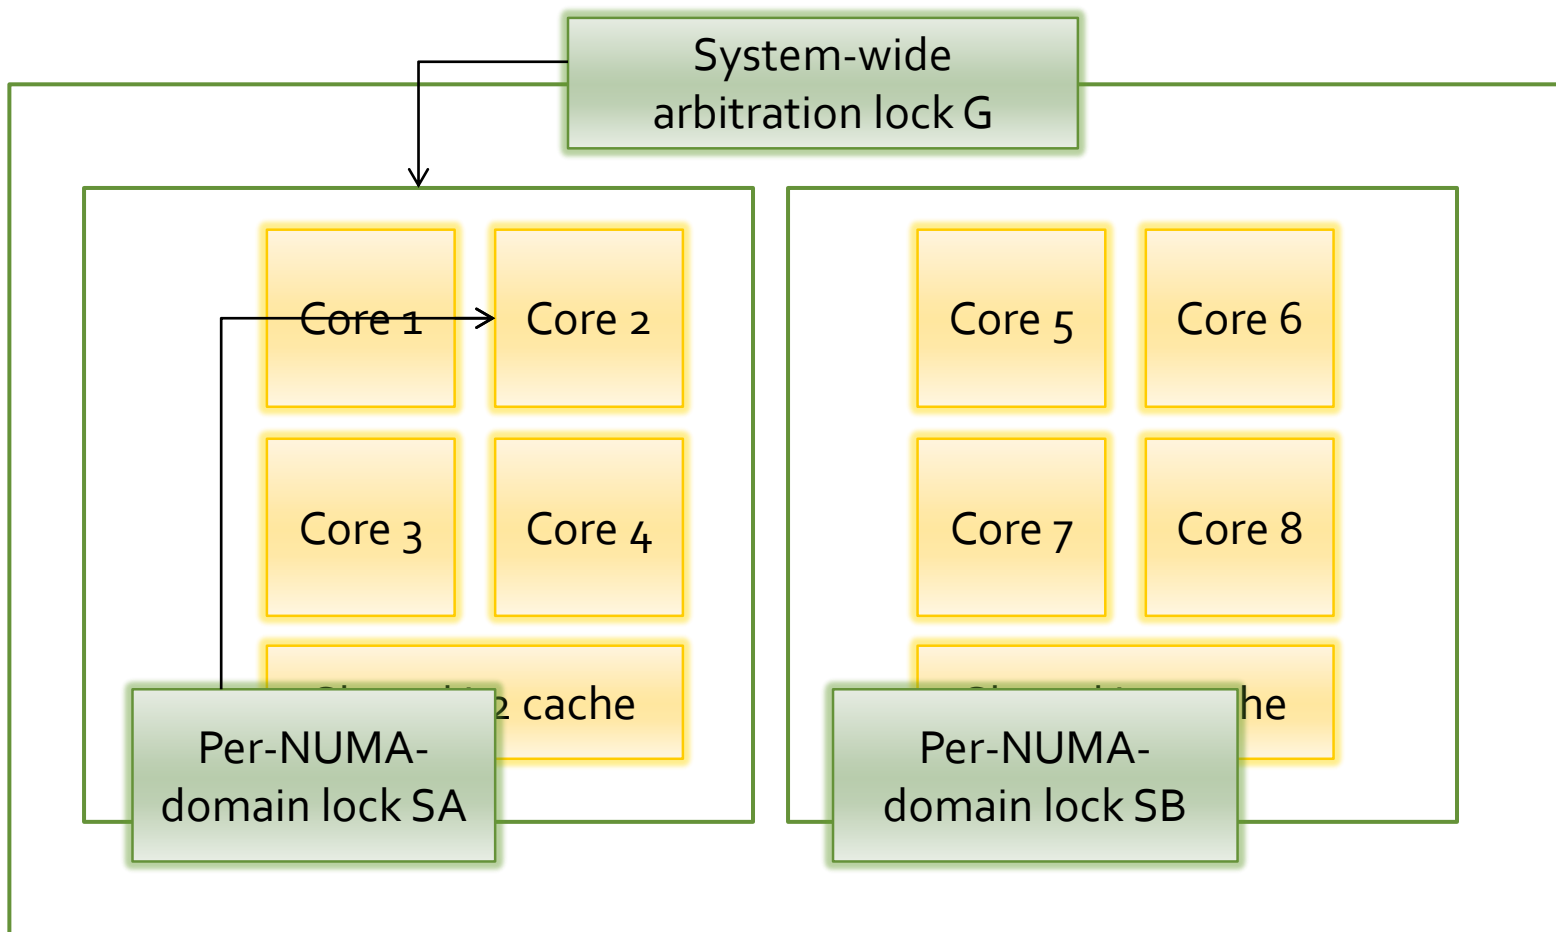 System-wide
arbitration lock G
Core 1
Core 2
Core 5
Core 6
Core 3
Core 4
Core 7
Core 8
2 cache
he
Per-NUMA-
domain lock SA
Per-NUMA-
domain lock SB